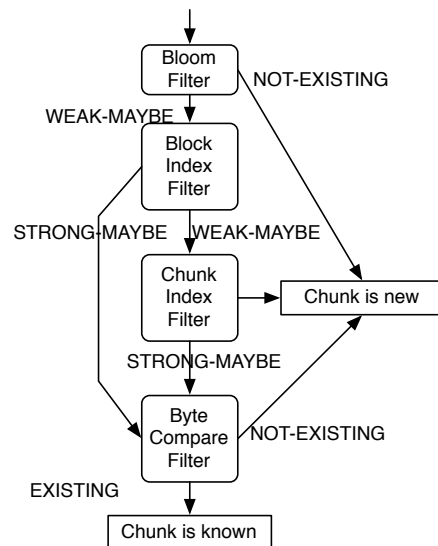 Bloom
Filter
NOT-EXISTING
WEAK-MAYBE
Block
Index
Filter
STRONG-MAYBE
WEAK-MAYBE
Chunk
Index
Filter
Chunk is new
STRONG-MAYBE
Byte
Compare
Filter
NOT-EXISTING
EXISTING
Chunk is known